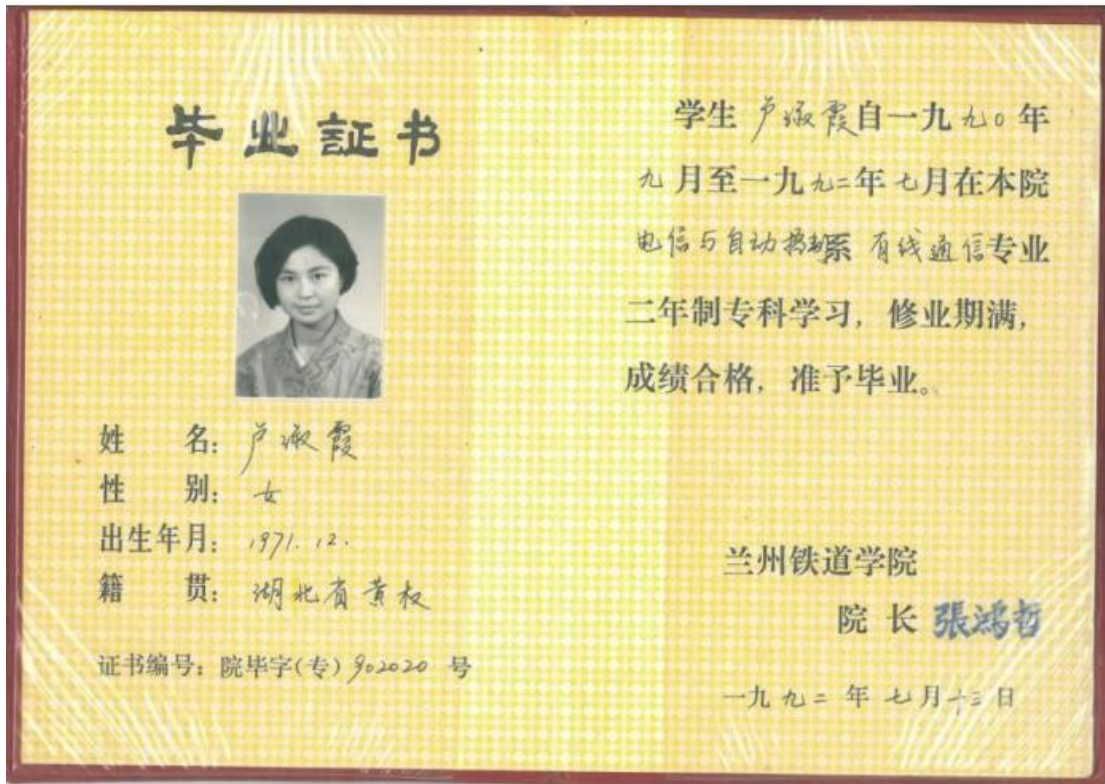 毕业証书
姓 名：卢淑霞
性 别：女
出生年月：1971.12.
籍 贯：湖北省黄
证书编号：院毕字(专)902020 号
学生 卢淑霞自一九九〇年
九月至一九九二年七月在本院
电信与自动控制系 有线通信专业
二年制专科学习，修业期满，
成绩合格，准予毕业。
兰州铁道学院
院 长 張鴻哲
一九九二 年 七月十三日